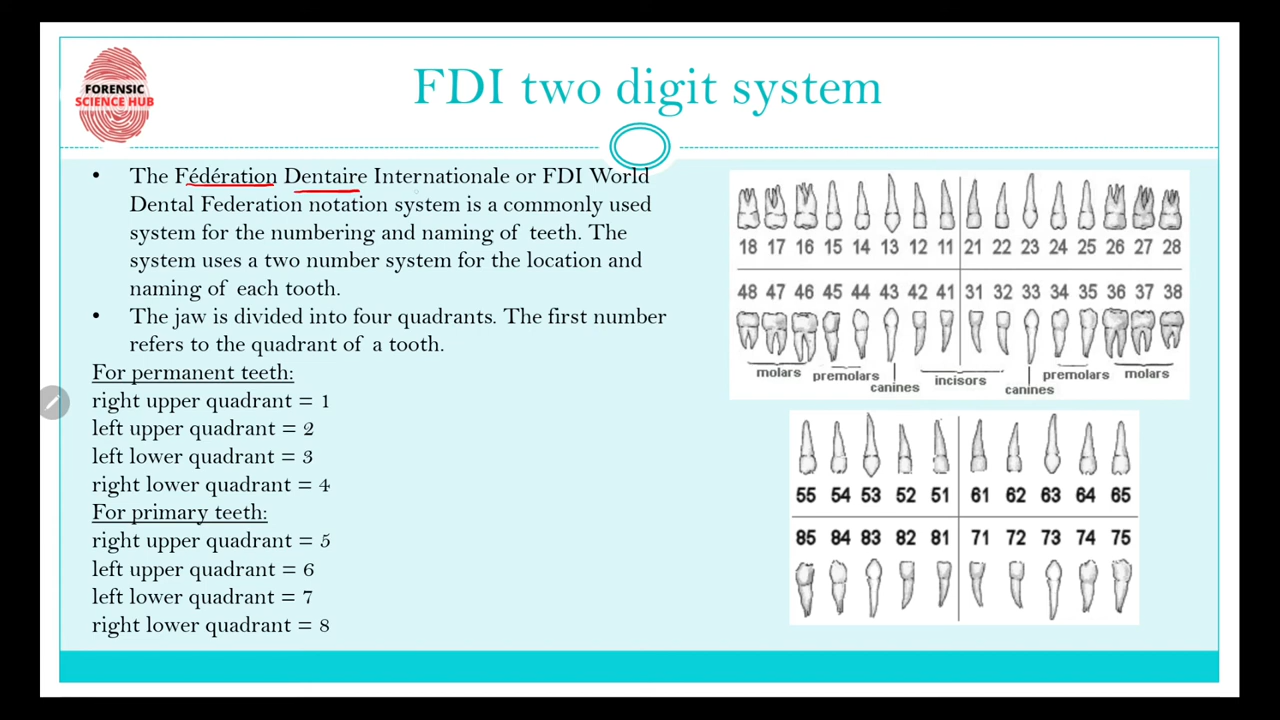 FORENSIC
SCIENCE HUB
FDI two digit system
• The Fédération Dentaire Internationale or FDI World
Dental Federation notation system is a commonly used
system for the numbering and naming of teeth. The
system uses a two number system for the location and
naming of each tooth.
• The jaw is divided into four quadrants. The first number
refers to the quadrant of a tooth.
For permanent teeth:
right upper quadrant = 1
left upper quadrant = 2
left lower quadrant = 3
right lower quadrant = 4
For primary teeth:
right upper quadrant = 5
left upper quadrant = 6
left lower quadrant = 7
right lower quadrant = 8
18 17 16 15 14 13 12 11 21 22 23 24 25 26 27 28
48 47 46 45 44 43 42 41 31 32 33 34 35 36 37 38
molars premolars canines incisors canines premolars molars
55 54 53 52 51 61 62 63 64 65
85 84 83 82 81 71 72 73 74 75